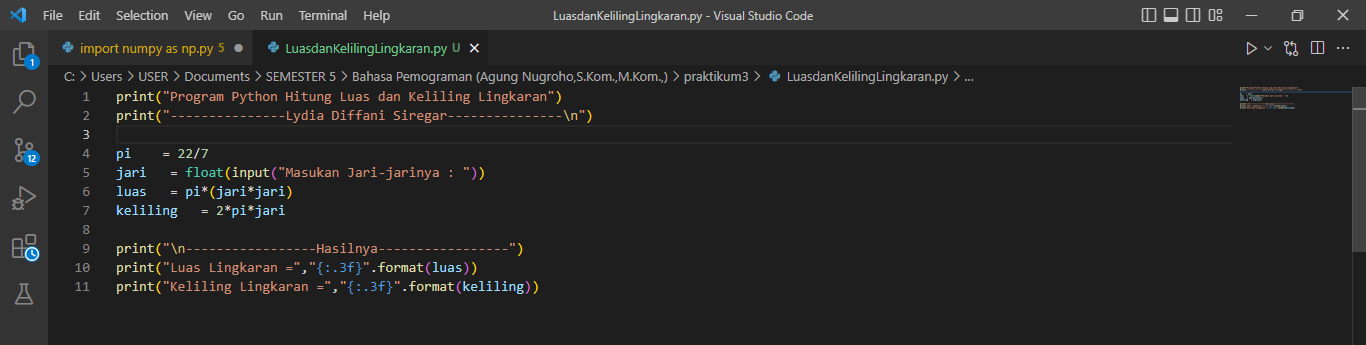 File Edit Selection View Go Run Terminal Help LuasdanKelilingLingkaran.py - Visual Studio Code
import numpy as np.py 5 LuasdanKelilingLingkaran.py U
C: > Users > USER > Documents > SEMESTER 5 > Bahasa Pemograman (Agung Nugroho,S.Kom.,M.Kom.,) > praktikum3 > LuasdanKelilingLingkaran.py > ...
1 print("Program Python Hitung Luas dan Keliling Lingkaran")
2 print("---------------Lydia Diffani Siregar---------------\n")
3
4 pi    = 22/7
5 jari   = float(input("Masukan Jari-jarinya : "))
6 luas   = pi*(jari*jari)
7 keliling   = 2*pi*jari
8
9 print("\n-----------------Hasilnya-----------------")
10 print("Luas Lingkaran =","{:.3f}".format(luas))
11 print("Keliling Lingkaran =","{:.3f}".format(keliling))
1
12